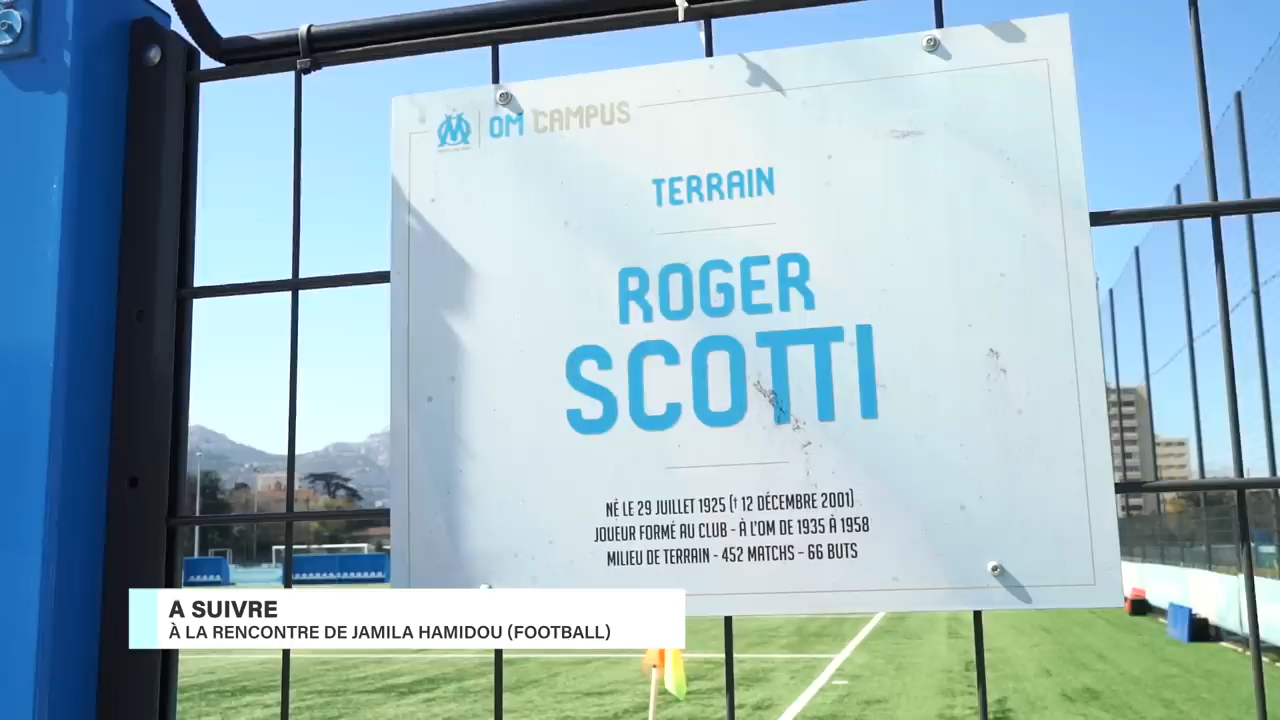 OM CAMPUS
TERRAIN
ROGER
SCOTTI
NÉ LE 29 JUILLET 1925 († 12 DÉCEMBRE 2001)
JOUEUR FORMÉ AU CLUB - À L'OM DE 1935 À 1958
MILIEU DE TERRAIN - 452 MATCHS - 66 BUTS
A SUIVRE
À LA RENCONTRE DE JAMILA HAMIDOU (FOOTBALL)